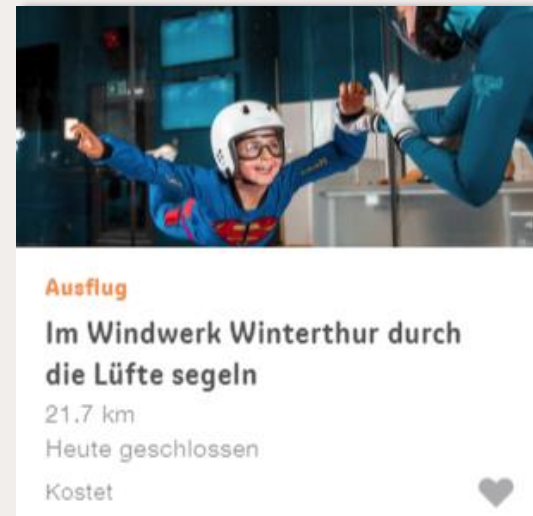 Ausflug
Im Windwerk Winterthur durch
die Lüfte segeln
21.7 km
Heute geschlossen
Kostet